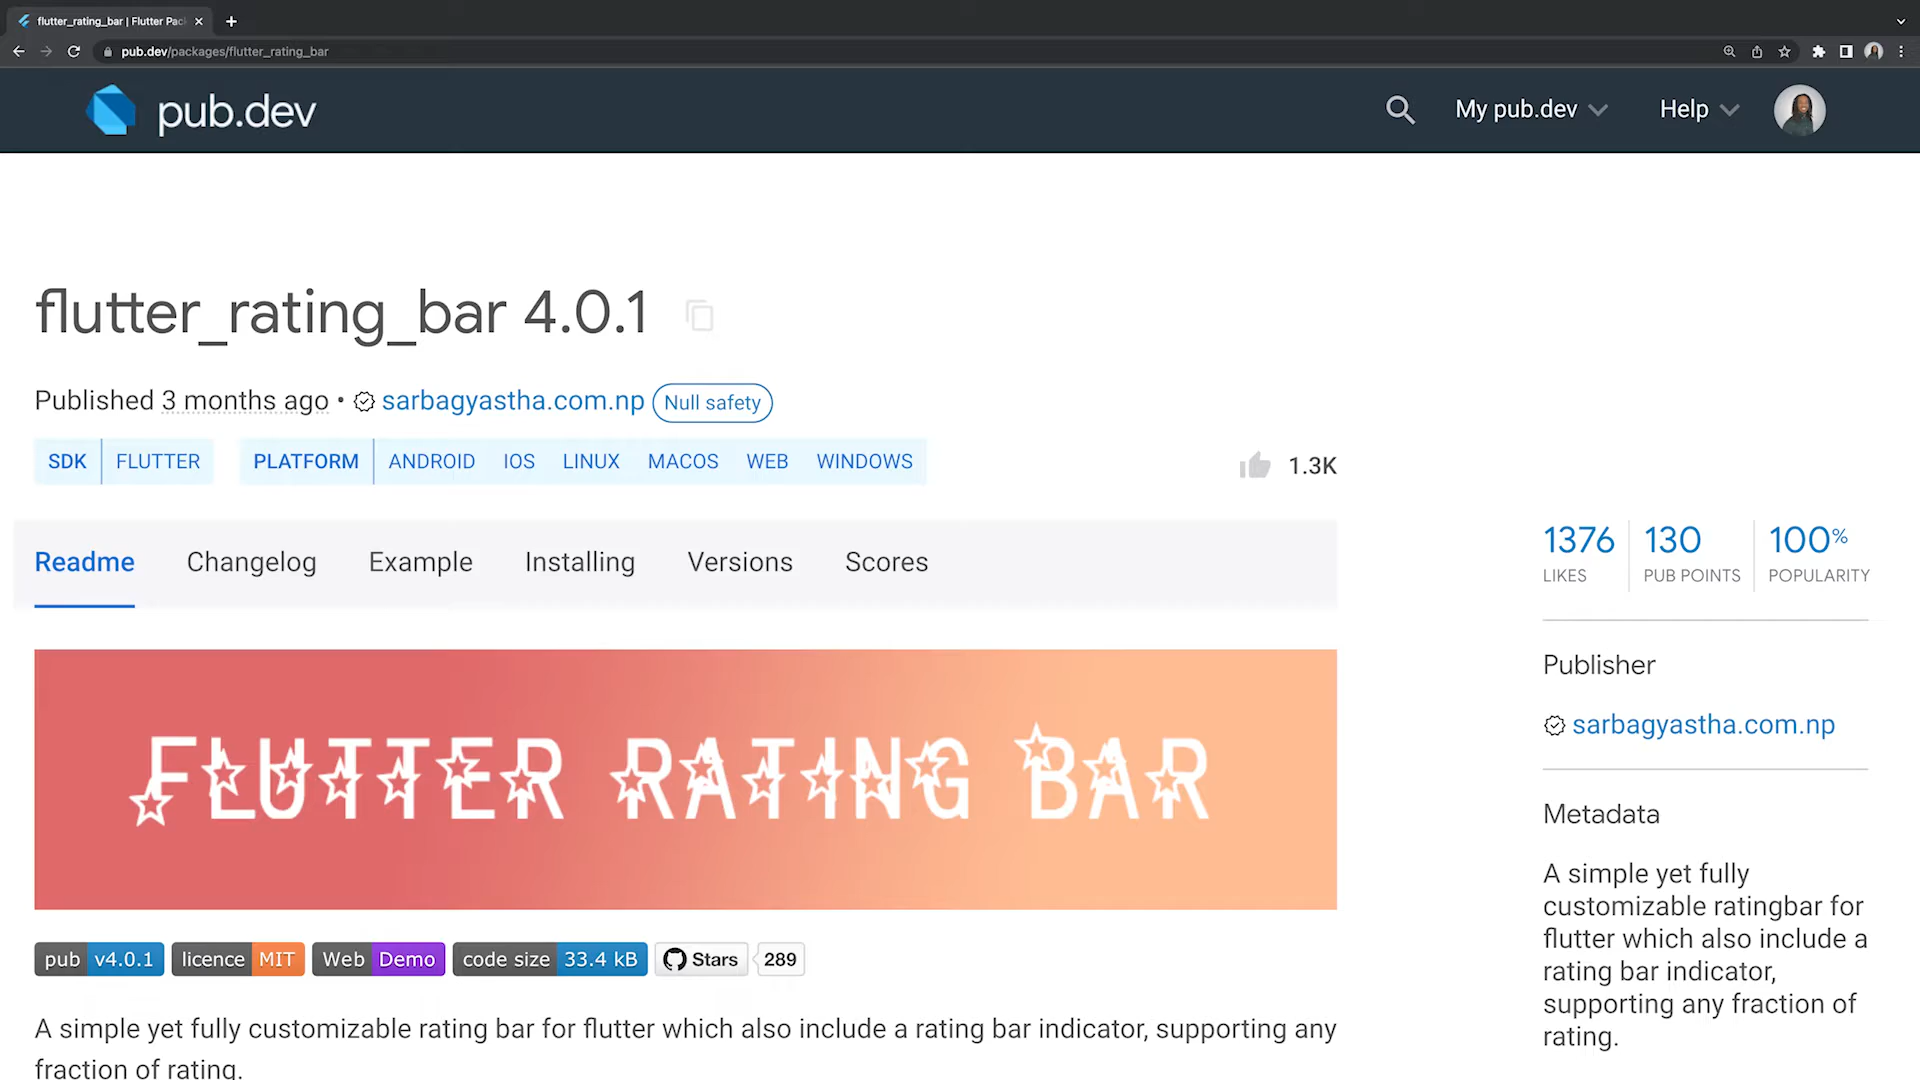 flutter_rating_bar | Flutter Pac
pub.dev/packages/flutter_rating_bar
pub.dev
My pub.dev
Help
flutter_rating_bar 4.0.1
Published 3 months ago • sarbagyastha.com.np Null safety
SDK FLUTTER PLATFORM ANDROID IOS LINUX MACOS WEB WINDOWS
1.3K
Readme Changelog Example Installing Versions Scores
FLUTTER RATING BAR
pub v4.0.1 licence MIT Web Demo code size 33.4 kB Stars 289
A simple yet fully customizable rating bar for flutter which also include a rating bar indicator, supporting any
fraction of rating.
1376 130 100%
LIKES PUB POINTS POPULARITY
Publisher
sarbagyastha.com.np
Metadata
A simple yet fully
customizable ratingbar for
flutter which also include a
rating bar indicator,
supporting any fraction of
rating.